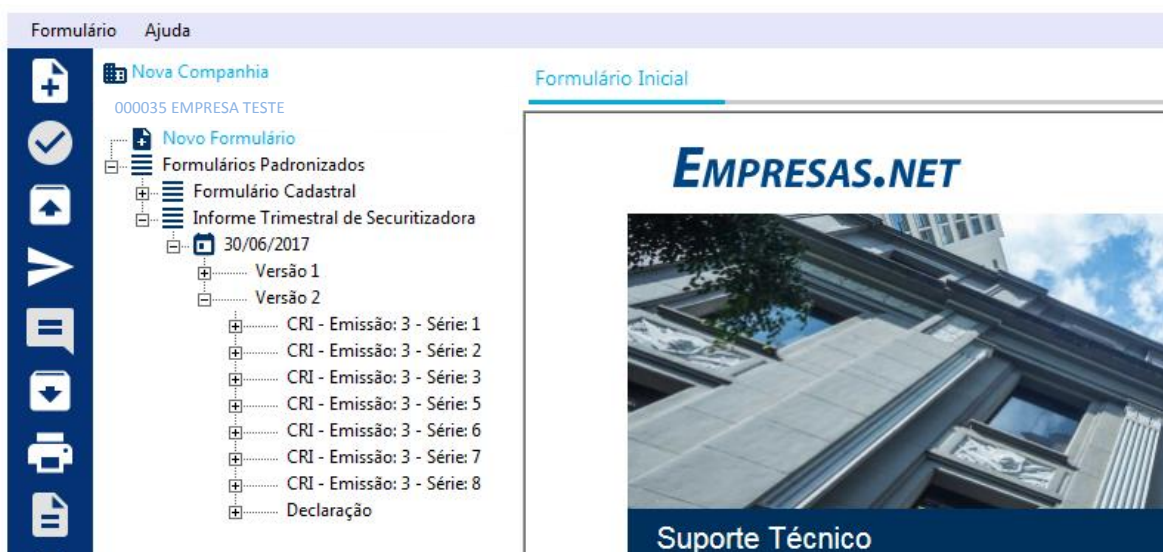 Formulário Ajuda
Nova Companhia
000035 EMPRESA TESTE
Novo Formulário
Formulários Padronizados
Formulário Cadastral
Informe Trimestral de Securitizadora
30/06/2017
Versão 1
Versão 2
CRI - Emissão: 3 - Série: 1
CRI - Emissão: 3 - Série: 2
CRI - Emissão: 3 - Série: 3
CRI - Emissão: 3 - Série: 5
CRI - Emissão: 3 - Série: 6
CRI - Emissão: 3 - Série: 7
CRI - Emissão: 3 - Série: 8
Declaração
Formulário Inicial
EMPRESAS.NET
Suporte Técnico